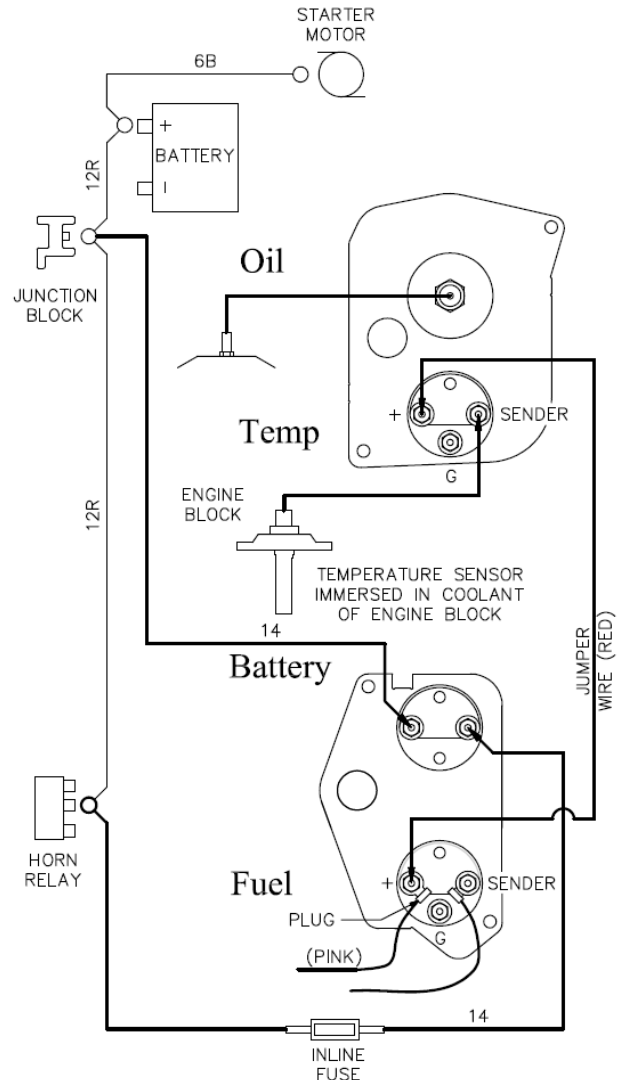 STARTER
MOTOR
6B
+
BATTERY
I
12R
JUNCTION
BLOCK
Oil
+
SENDER
Temp
G
ENGINE
BLOCK
12R
TEMPERATURE SENSOR
IMMERSED IN COOLANT
OF ENGINE BLOCK
14
JUMPER
WIRE (RED)
Battery
HORN
RELAY
Fuel
+
SENDER
PLUG
G
(PINK)
14
INLINE
FUSE